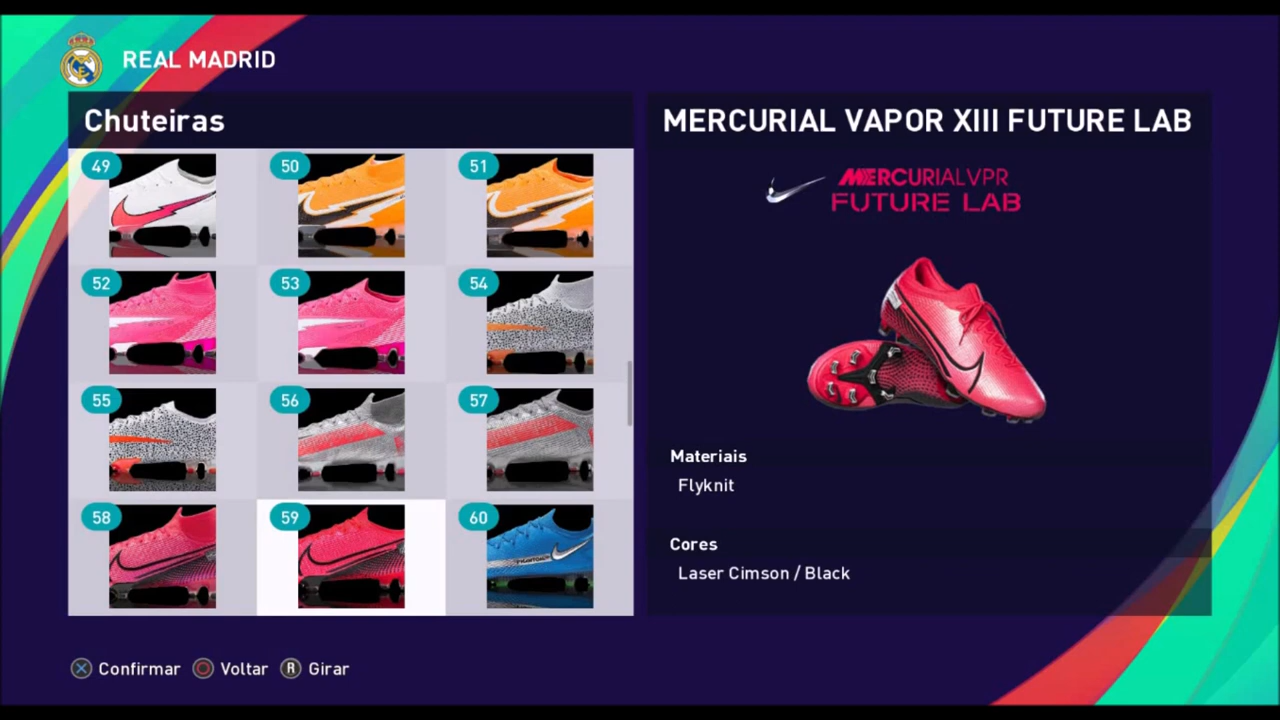 REAL MADRID
Chuteiras
49
50
51
52
53
54
55
56
57
58
59
60
MERCURIAL VAPOR XIII FUTURE LAB
MERCURIALVPR
FUTURE LAB
Materiais
Flyknit
Cores
Laser Cimson / Black
Confirmar
Voltar
R Girar